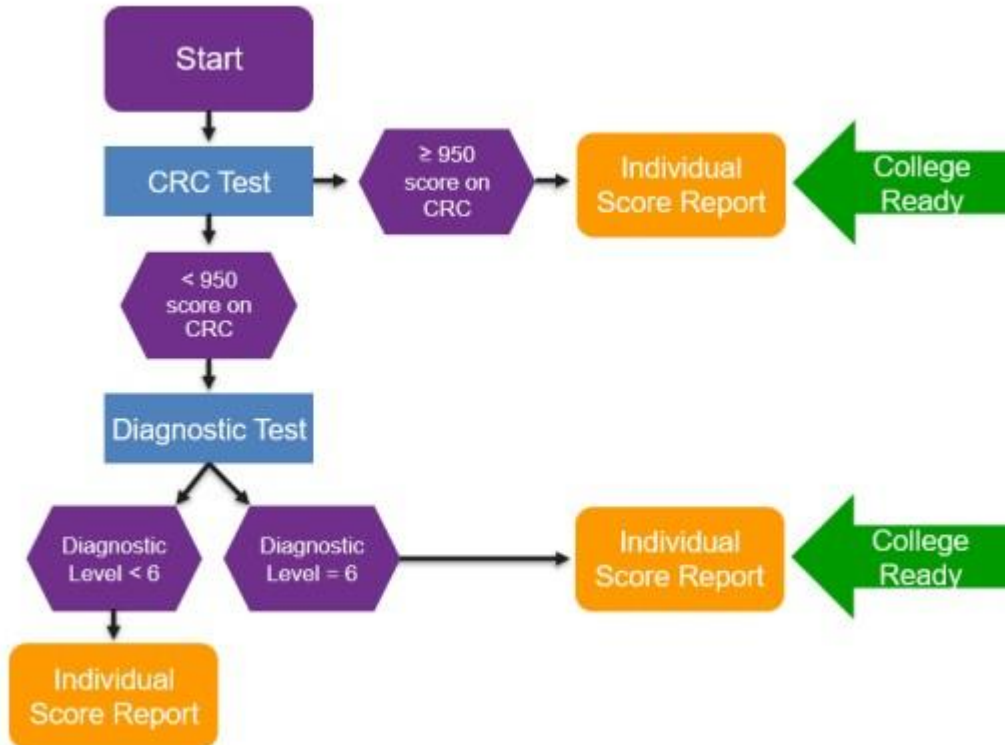 Start
CRC Test
≥ 950
score on
CRC
Individual
Score Report
College
Ready
< 950
score on
CRC
Diagnostic Test
Diagnostic
Level < 6
Diagnostic
Level = 6
Individual
Score Report
College
Ready
Individual
Score Report